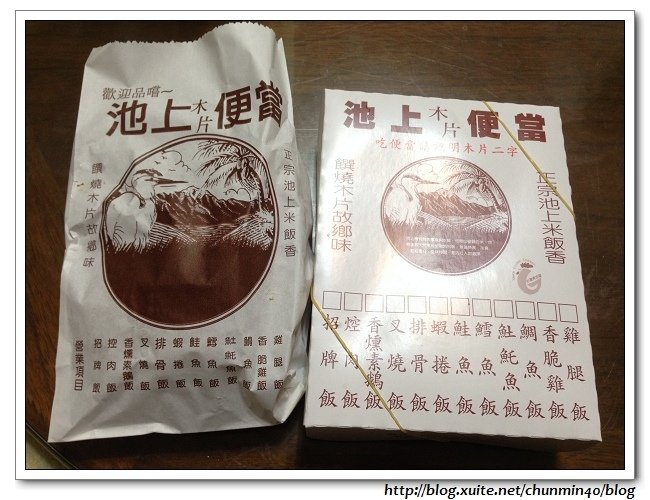 歡迎品嚐~
池上木片便當
正宗池上米飯香
饌燒木片故鄉味
雞腿飯
香脆雞飯
鯛魚飯
魠魚飯
鱈魚飯
鮭魚飯
蝦捲飯
排骨飯
叉燒飯
香燻素鵝飯
控肉飯
招牌飯
營業項目
池上木片便當
吃便當請認明木片二字
正宗池上米飯香
饌燒木片故鄉味
雞腿飯
香脆雞飯
鯛魚飯
魠魚飯
鱈魚飯
鮭魚飯
蝦捲飯
排骨飯
叉燒飯
香燻素鵝飯
焢肉飯
招牌飯
http://blog.xuite.net/chunmin40/blog